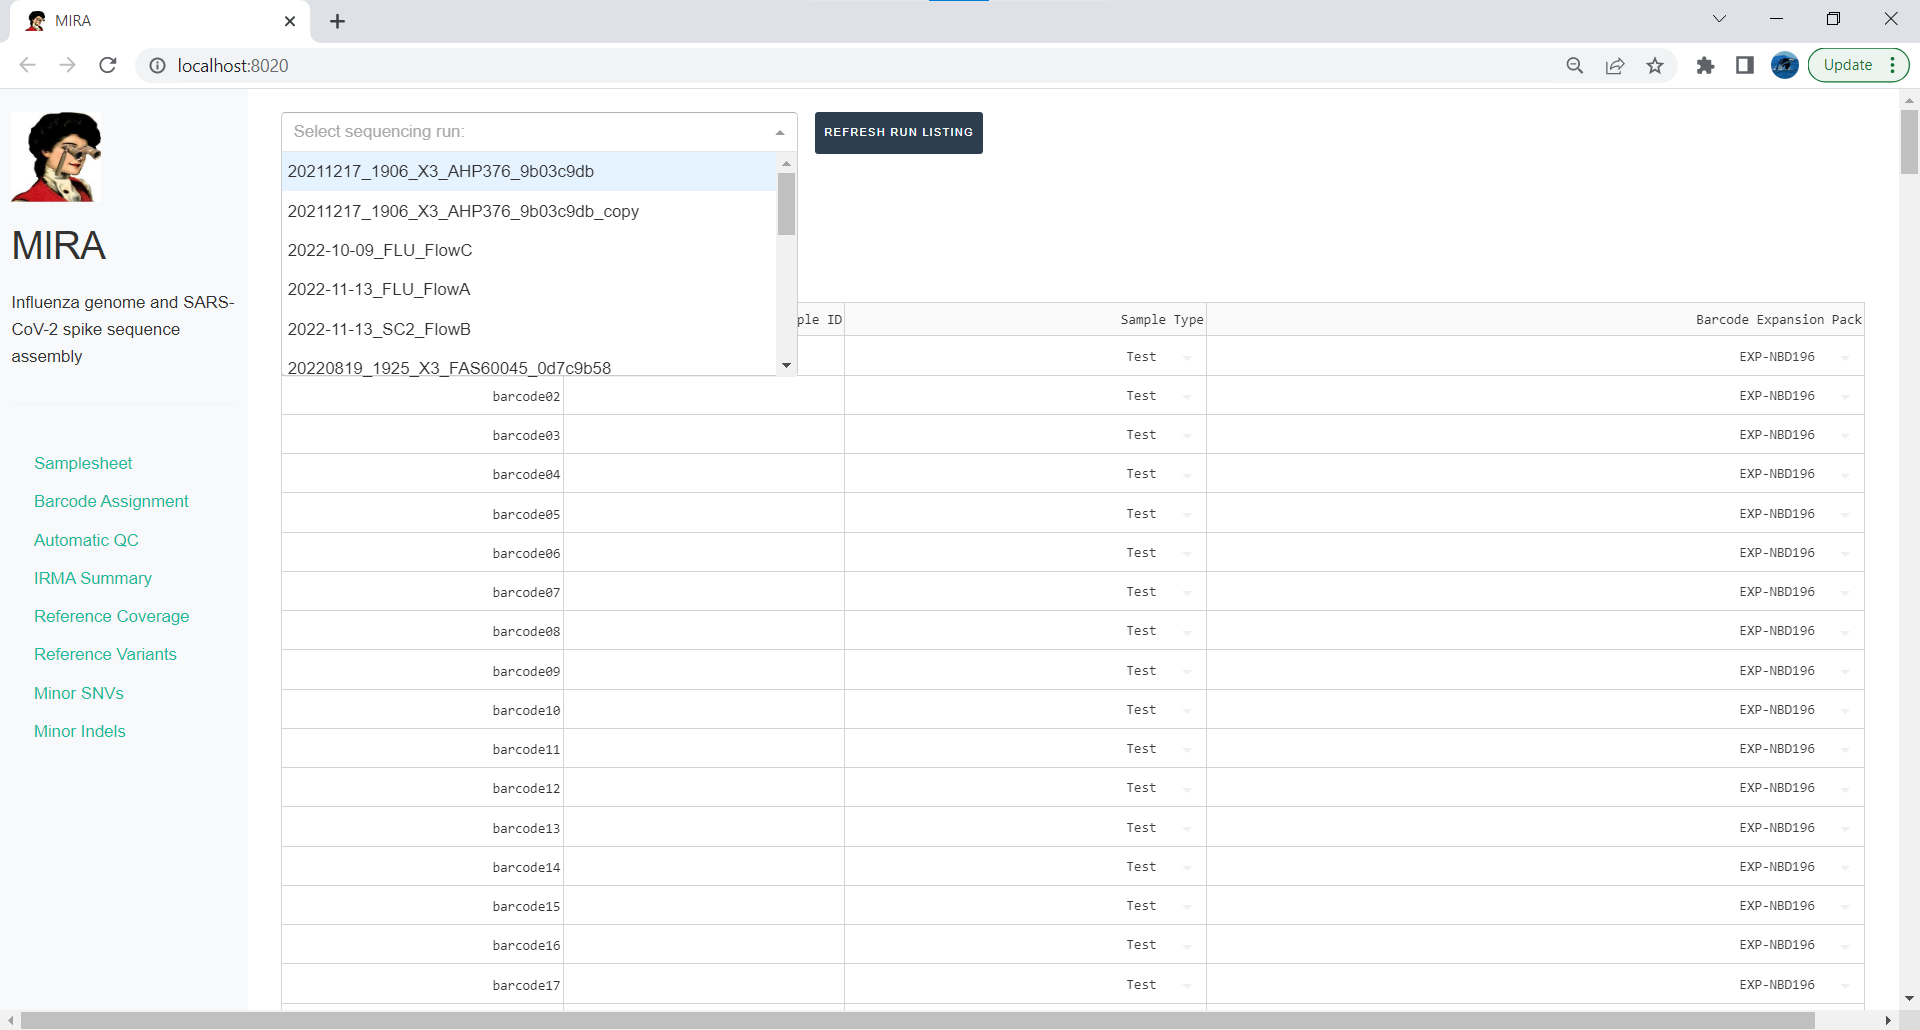 MIRA
localhost:8020
Update
MIRA
Influenza genome and SARS-
CoV-2 spike sequence
assembly
Samplesheet
Barcode Assignment
Automatic QC
IRMA Summary
Reference Coverage
Reference Variants
Minor SNVs
Minor Indels
Select sequencing run:
REFRESH RUN LISTING
20211217_1906_X3_AHP376_9b03c9db
20211217_1906_X3_AHP376_9b03c9db_copy
2022-10-09_FLU_FlowC
2022-11-13_FLU_FlowA
2022-11-13_SC2_FlowB
20220819_1925_X3_FAS60045_0d7c9b58
ple ID Sample Type Barcode Expansion Pack
Test EXP-NBD196
barcode02 Test EXP-NBD196
barcode03 Test EXP-NBD196
barcode04 Test EXP-NBD196
barcode05 Test EXP-NBD196
barcode06 Test EXP-NBD196
barcode07 Test EXP-NBD196
barcode08 Test EXP-NBD196
barcode09 Test EXP-NBD196
barcode10 Test EXP-NBD196
barcode11 Test EXP-NBD196
barcode12 Test EXP-NBD196
barcode13 Test EXP-NBD196
barcode14 Test EXP-NBD196
barcode15 Test EXP-NBD196
barcode16 Test EXP-NBD196
barcode17 Test EXP-NBD196